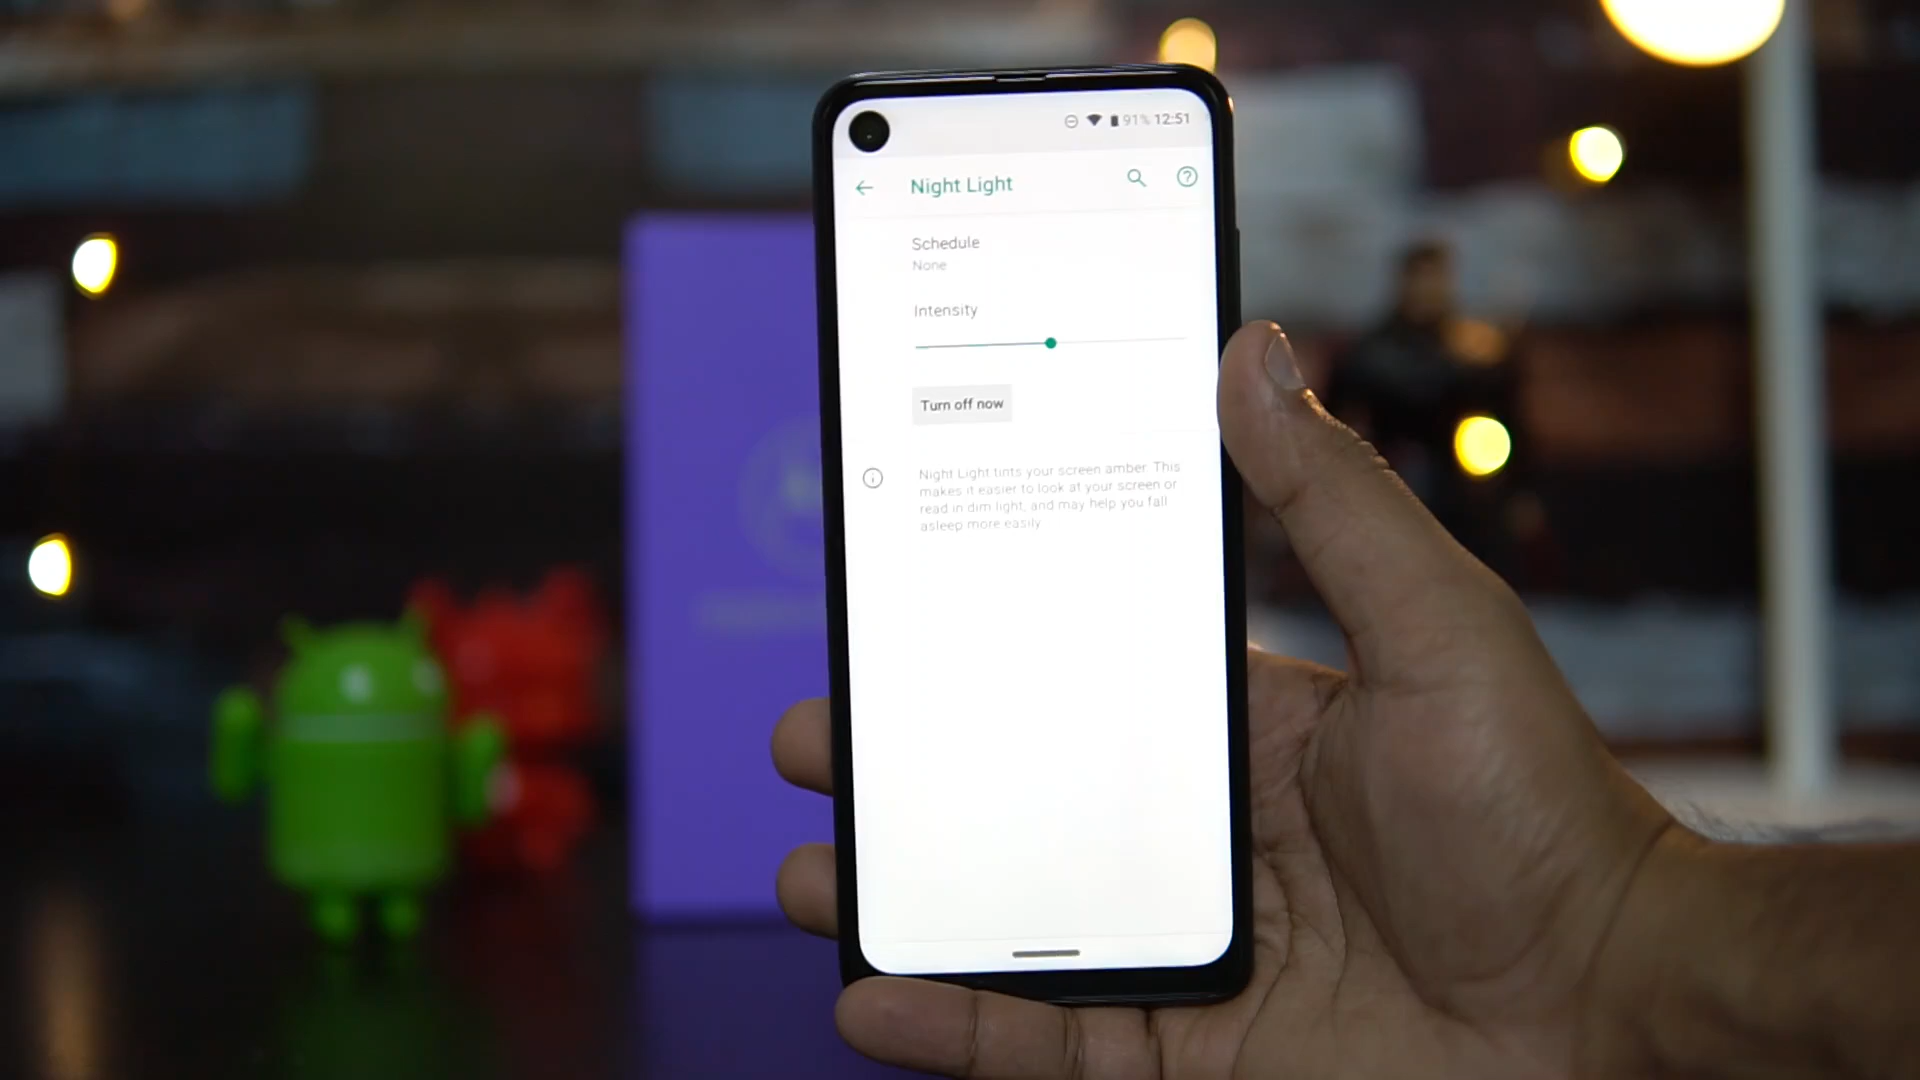 91% 12:51
Night Light
Schedule
None
Intensity
Turn off now
Night Light tints your screen amber. This
makes it easier to look at your screen or
read in dim light, and may help you fall
asleep more easily.